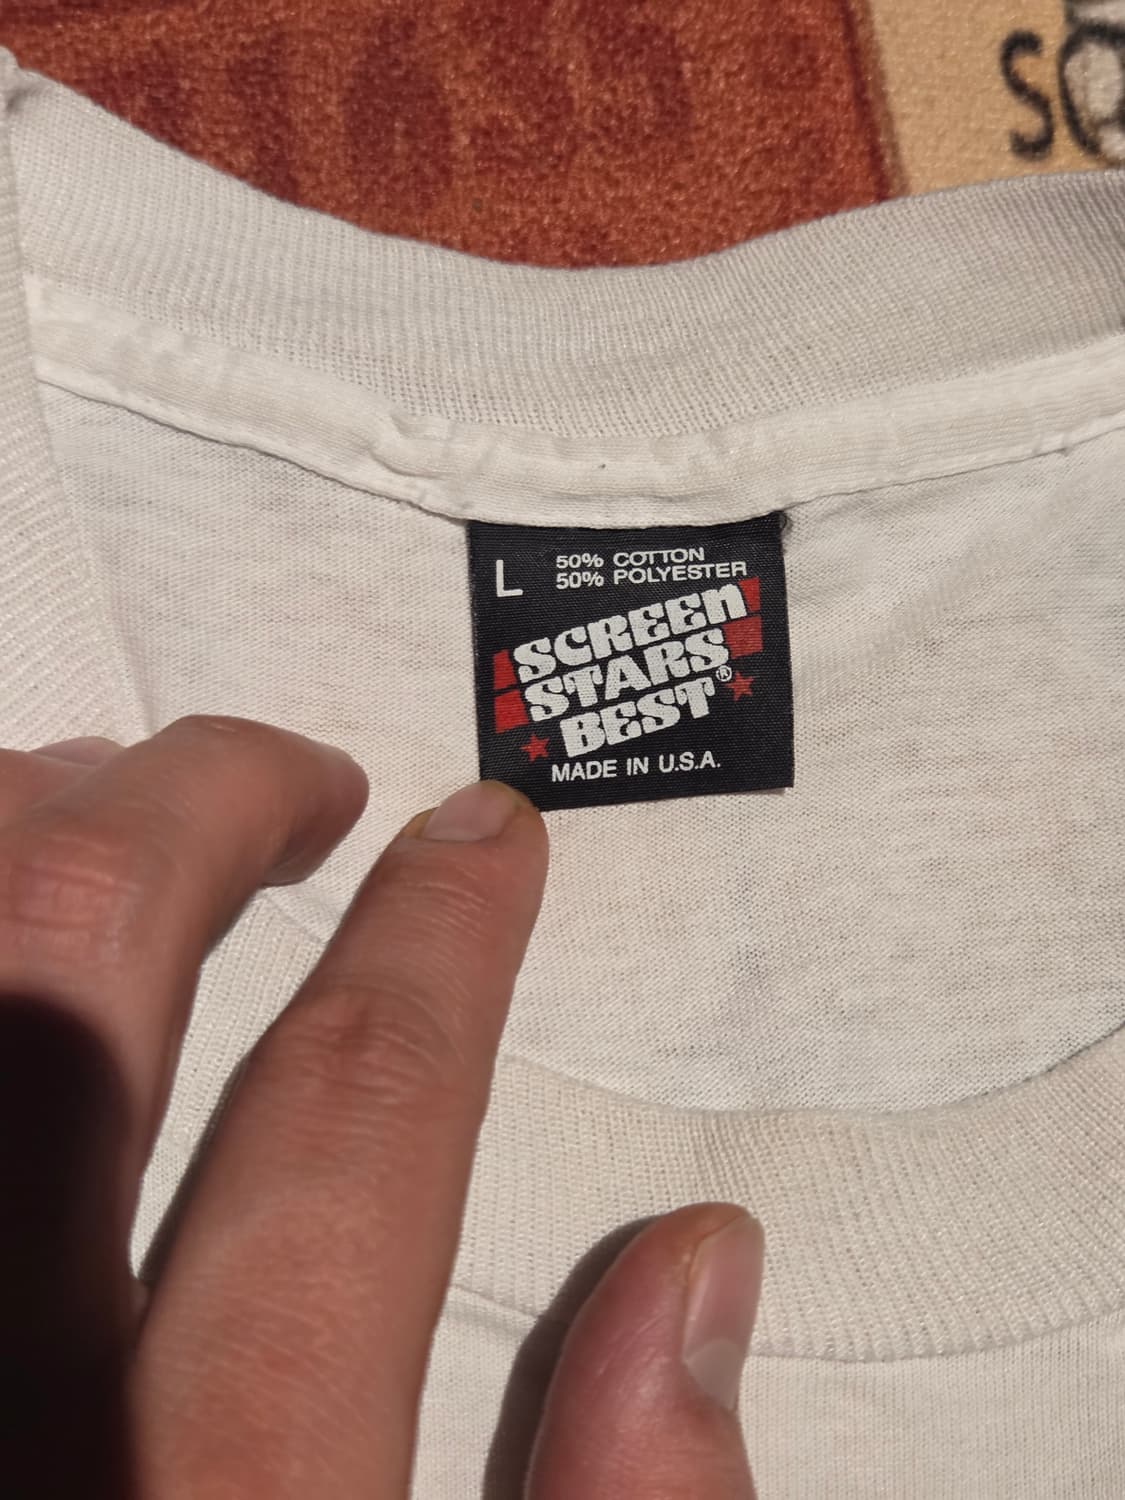 L
50% COTTON
50% POLYESTER
SCREEN
STARS
BEST®
MADE IN U.S.A.